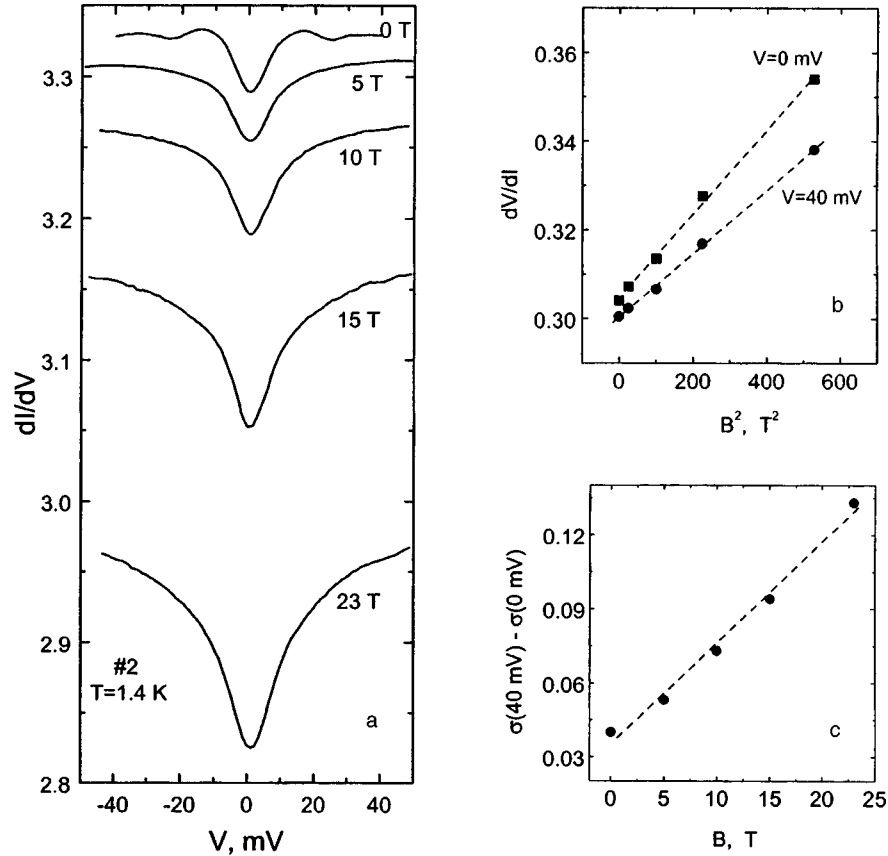 0 T
5 T
10 T
15 T
23 T
#2
T=1.4 K
a
3.3
3.2
3.1
3.0
2.9
2.8
dI/dV
-40 -20 0 20 40
V, mV
0.36
0.34
0.32
0.30
dV/dI
V=0 mV
V=40 mV
b
0 200 400 600
B², T²
0.12
0.09
0.06
0.03
σ(40 mV) - σ(0 mV)
c
0 5 10 15 20 25
B, T